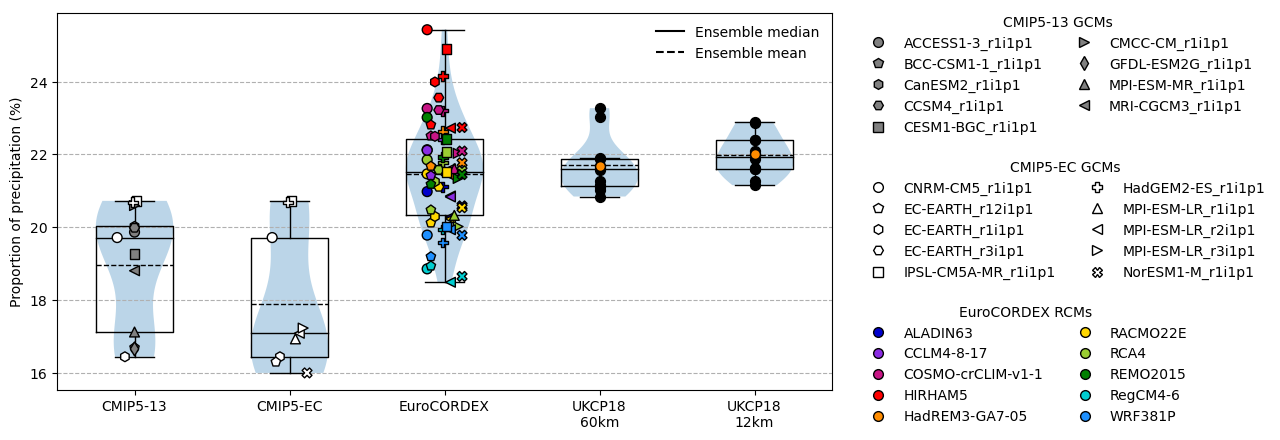 Proportion of precipitation (%)
24
22
20
18
16
Ensemble median
Ensemble mean
CMIP5-13
CMIP5-EC
EuroCORDEX
UKCP18
60km
UKCP18
12km
CMIP5-13 GCMs
ACCESS1-3_r1i1p1
BCC-CSM1-1_r1i1p1
CanESM2_r1i1p1
CCSM4_r1i1p1
CESM1-BGC_r1i1p1
CMCC-CM_r1i1p1
GFDL-ESM2G_r1i1p1
MPI-ESM-MR_r1i1p1
MRI-CGCM3_r1i1p1
CMIP5-EC GCMs
CNRM-CM5_r1i1p1
EC-EARTH_r12i1p1
EC-EARTH_r1i1p1
EC-EARTH_r3i1p1
IPSL-CM5A-MR_r1i1p1
HadGEM2-ES_r1i1p1
MPI-ESM-LR_r1i1p1
MPI-ESM-LR_r2i1p1
MPI-ESM-LR_r3i1p1
NorESM1-M_r1i1p1
EuroCORDEX RCMs
ALADIN63
CCLM4-8-17
COSMO-crCLIM-v1-1
HIRHAM5
HadREM3-GA7-05
RACMO22E
RCA4
REMO2015
RegCM4-6
WRF381P